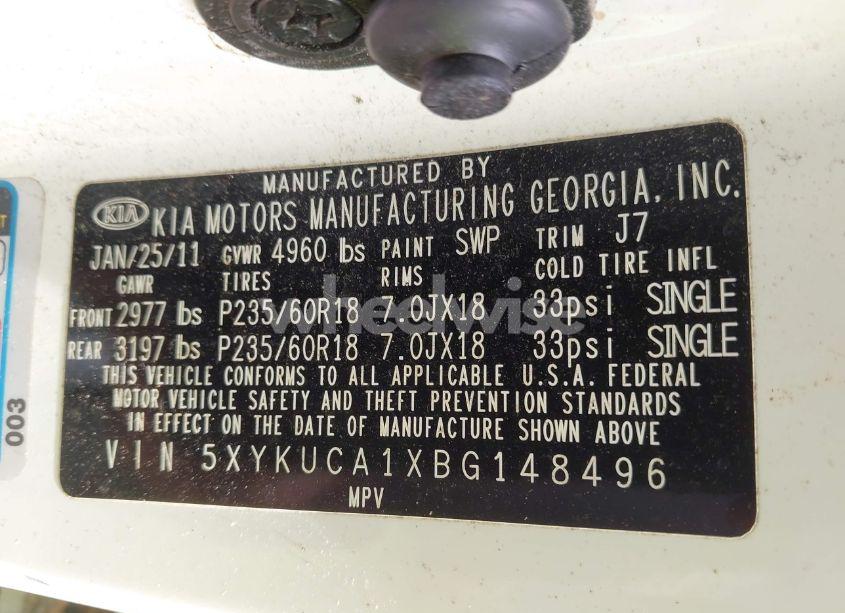 MANUFACTURED BY
KIA KIA MOTORS MANUFACTURING GEORGIA, INC.
JAN/25/11 GVWR 4960 lbs PAINT SWP TRIM J7
GAWR TIRES RIMS COLD TIRE INFL
FRONT 2977 lbs P235/60R18 7.0JX18 33psi SINGLE
REAR 3197 lbs P235/60R18 7.0JX18 33psi SINGLE
THIS VEHICLE CONFORMS TO ALL APPLICABLE U.S.A. FEDERAL
MOTOR VEHICLE SAFETY AND THEFT PREVENTION STANDARDS
IN EFFECT ON THE DATE OF MANUFACTURE SHOWN ABOVE
VIN 5XYKUCA1XBG148496
MPV
003
wheelwise